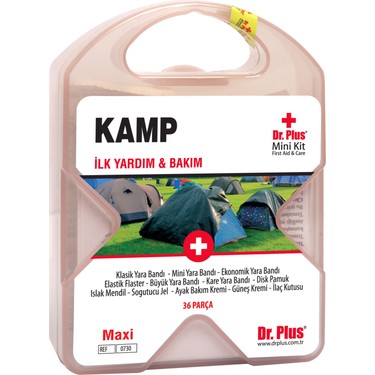 KAMP
İLK YARDIM & BAKIM
Dr. Plus®
Mini Kit
First Aid & Care
Klasik Yara Bandı - Mini Yara Bandı - Ekonomik Yara Bandı
Elastik Flaster - Büyük Yara Bandı - Kare Yara Bandı - Disk Pamuk
Islak Mendil - Sogutucu Jel - Ayak Bakım Kremi - Güneş Kremi - İlaç Kutusu
36 PARÇA
Maxi
REF 0730
Dr. Plus®
www.drplus.com.tr